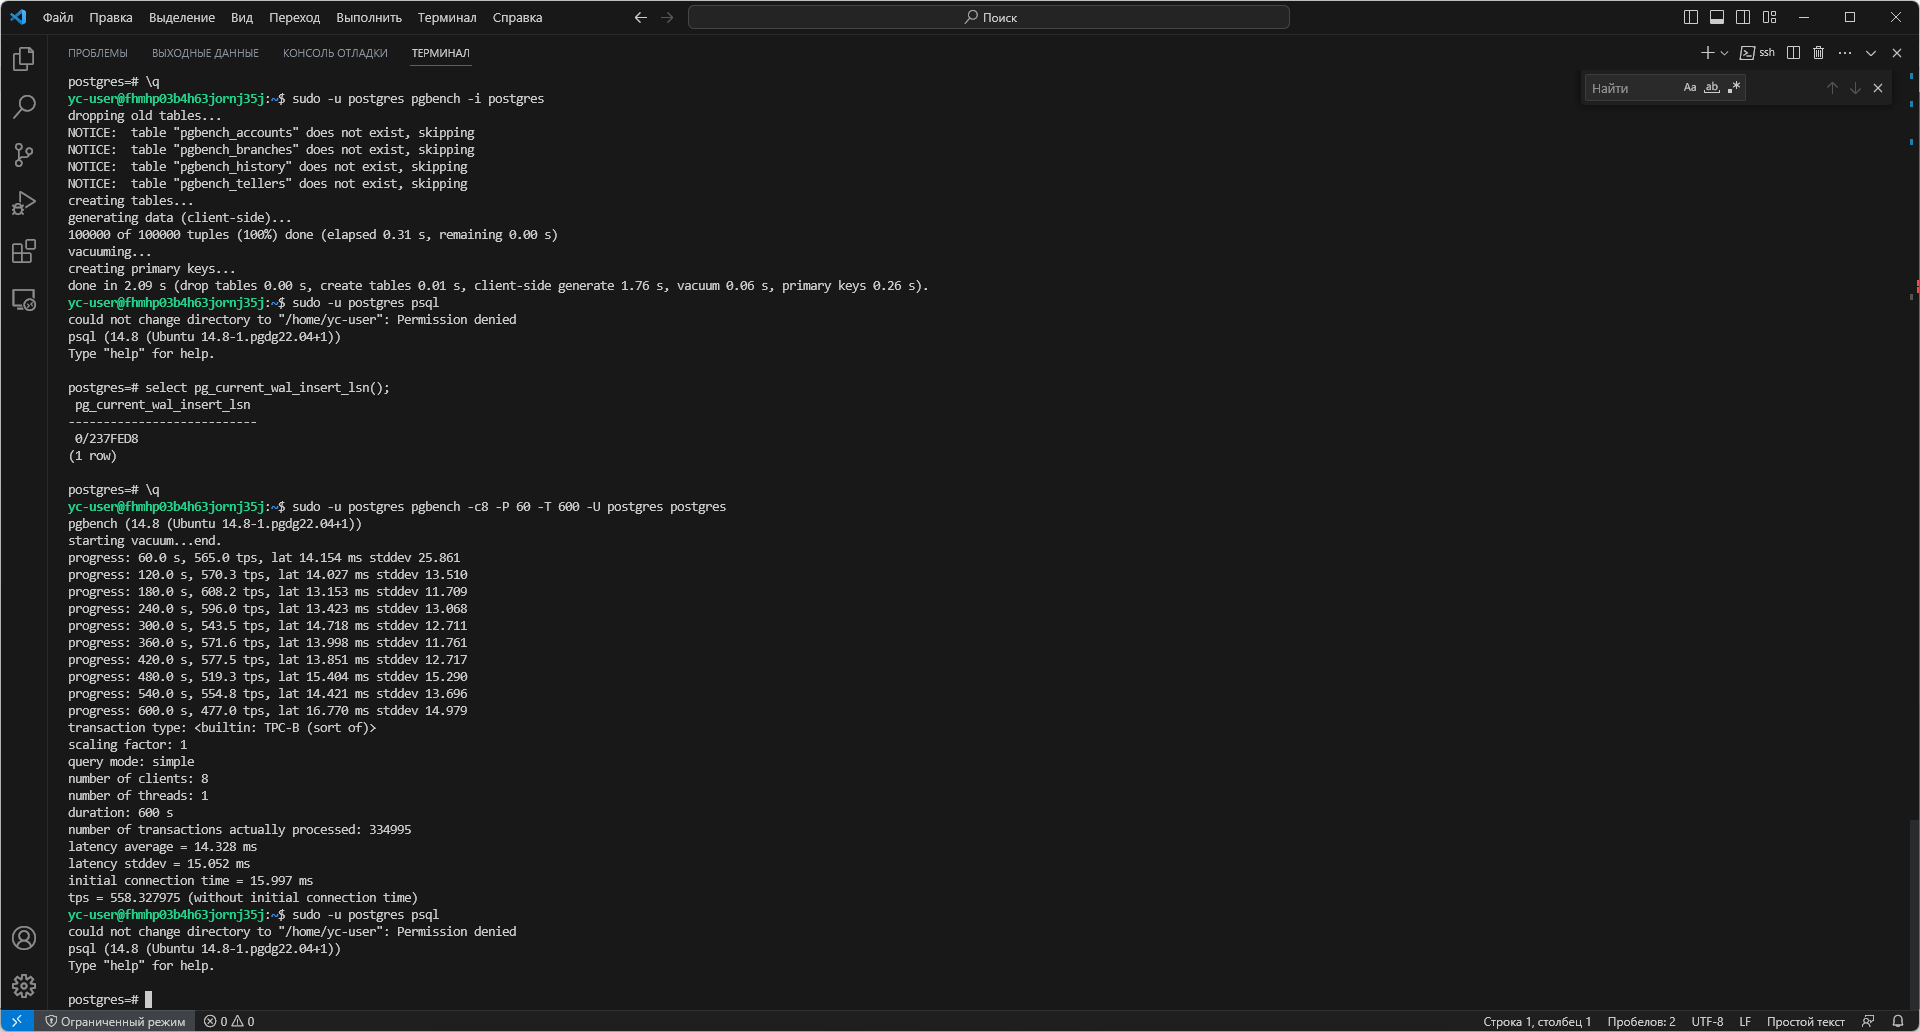 Файл Правка Выделение Вид Переход Выполнить Терминал Справка Поиск
ПРОБЛЕМЫ ВЫХОДНЫЕ ДАННЫЕ КОНСОЛЬ ОТЛАДКИ ТЕРМИНАЛ ssh
Найти Aa ab .*
postgres=# \q
yc-user@fhmhp03b4h63jornj35j:~$ sudo -u postgres pgbench -i postgres
dropping old tables...
NOTICE:  table "pgbench_accounts" does not exist, skipping
NOTICE:  table "pgbench_branches" does not exist, skipping
NOTICE:  table "pgbench_history" does not exist, skipping
NOTICE:  table "pgbench_tellers" does not exist, skipping
creating tables...
generating data (client-side)...
100000 of 100000 tuples (100%) done (elapsed 0.31 s, remaining 0.00 s)
vacuuming...
creating primary keys...
done in 2.09 s (drop tables 0.00 s, create tables 0.01 s, client-side generate 1.76 s, vacuum 0.06 s, primary keys 0.26 s).
yc-user@fhmhp03b4h63jornj35j:~$ sudo -u postgres psql
could not change directory to "/home/yc-user": Permission denied
psql (14.8 (Ubuntu 14.8-1.pgdg22.04+1))
Type "help" for help.
postgres=# select pg_current_wal_insert_lsn();
pg_current_wal_insert_lsn
---------------------------
0/237FED8
(1 row)
postgres=# \q
yc-user@fhmhp03b4h63jornj35j:~$ sudo -u postgres pgbench -c8 -P 60 -T 600 -U postgres postgres
pgbench (14.8 (Ubuntu 14.8-1.pgdg22.04+1))
starting vacuum...end.
progress: 60.0 s, 565.0 tps, lat 14.154 ms stddev 25.861
progress: 120.0 s, 570.3 tps, lat 14.027 ms stddev 13.510
progress: 180.0 s, 608.2 tps, lat 13.153 ms stddev 11.709
progress: 240.0 s, 596.0 tps, lat 13.423 ms stddev 13.068
progress: 300.0 s, 543.5 tps, lat 14.718 ms stddev 12.711
progress: 360.0 s, 571.6 tps, lat 13.998 ms stddev 11.761
progress: 420.0 s, 577.5 tps, lat 13.851 ms stddev 12.717
progress: 480.0 s, 519.3 tps, lat 15.404 ms stddev 15.290
progress: 540.0 s, 554.8 tps, lat 14.421 ms stddev 13.696
progress: 600.0 s, 477.0 tps, lat 16.770 ms stddev 14.979
transaction type: <builtin: TPC-B (sort of)>
scaling factor: 1
query mode: simple
number of clients: 8
number of threads: 1
duration: 600 s
number of transactions actually processed: 334995
latency average = 14.328 ms
latency stddev = 15.052 ms
initial connection time = 15.997 ms
tps = 558.327975 (without initial connection time)
yc-user@fhmhp03b4h63jornj35j:~$ sudo -u postgres psql
could not change directory to "/home/yc-user": Permission denied
psql (14.8 (Ubuntu 14.8-1.pgdg22.04+1))
Type "help" for help.
postgres=#
Ограниченный режим 0 0 Строка 1, столбец 1 Пробелов: 2 UTF-8 LF Простой текст